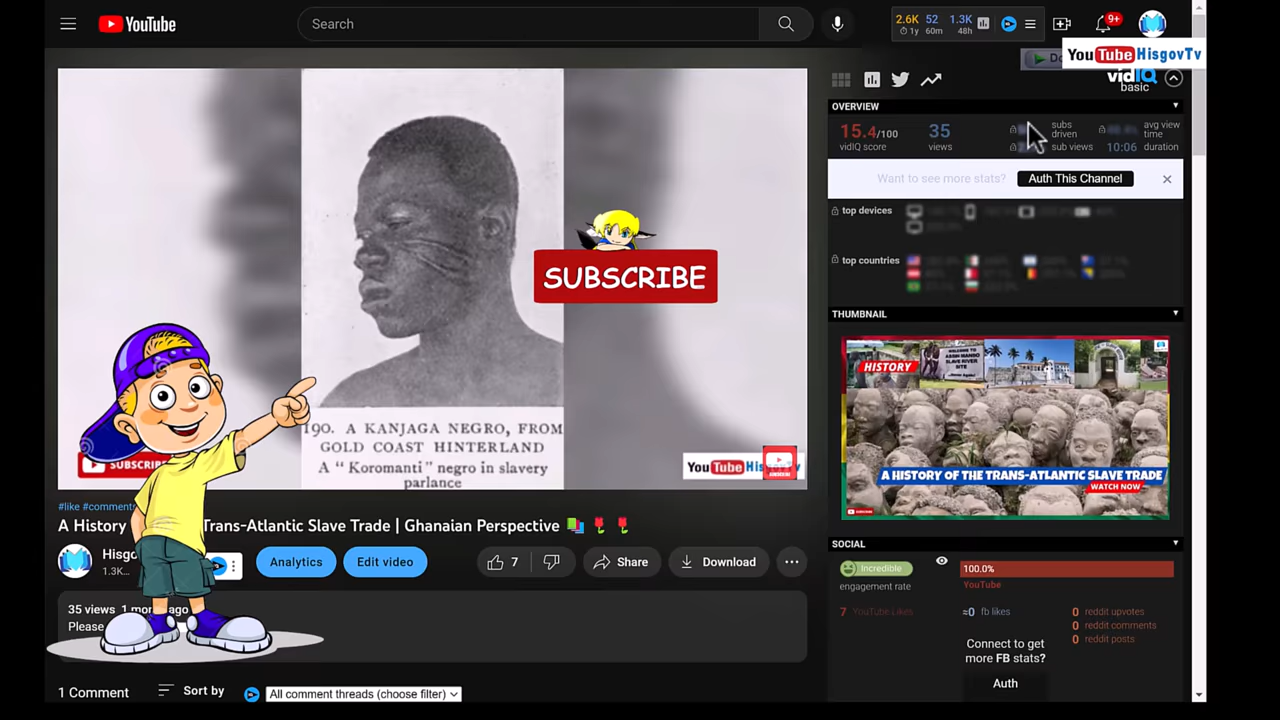 YouTube
Search
2.6K 52 1.3K
1y 60m 48h
9+
YouTube HisgovTv
vidIQ
basic
OVERVIEW
15.4/100
vidIQ score
35
views
subs
driven
sub views
avg view
time
10:06 duration
Want to see more stats? Auth This Channel
top devices
top countries
THUMBNAIL
HISTORY
A HISTORY OF THE TRANS-ATLANTIC SLAVE TRADE
WATCH NOW
SOCIAL
Incredible
engagement rate
100.0%
YouTube
7 YouTube Likes
≈0 fb likes
0 reddit upvotes
0 reddit comments
0 reddit posts
Connect to get
more FB stats?
Auth
SUBSCRIBE
190. A KANJAGA NEGRO, FROM
GOLD COAST HINTERLAND
A "Koromanti" negro in slavery
parlance
#like #comment
A History Trans-Atlantic Slave Trade | Ghanaian Perspective
1.3K...
Analytics
Edit video
7
Share
Download
35 views 1 month ago
Please
1 Comment
Sort by
All comment threads (choose filter)